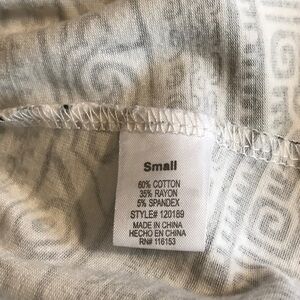 Small
60% COTTON
35% RAYON
5% SPANDEX
STYLE# 120189
MADE IN CHINA
HECHO EN CHINA
RN# 116153